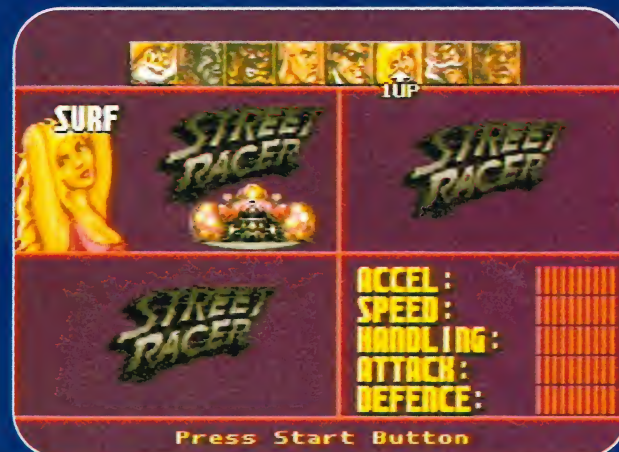 1UP
SURF
STREET
RACER
STREET
RACER
STREET
RACER
ACCEL:
SPEED:
HANDLING:
ATTACK:
DEFENCE:
Press Start Button